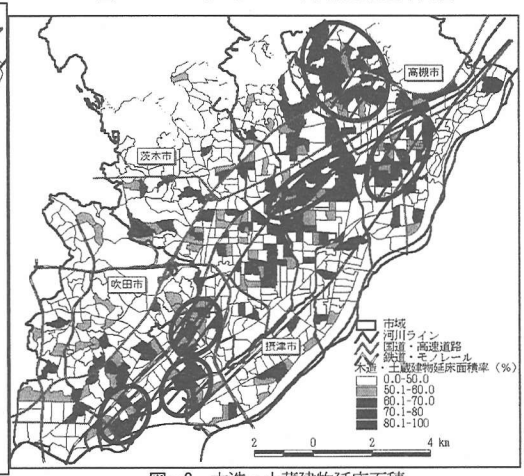 高槻市
茨木市
吹田市
摂津市
市域
河川ライン
国道・高速道路
鉄道・モノレール
木造・土蔵建物延床面積率（%）
0.0-50.0
50.1-60.0
60.1-70.0
70.1-80
80.1-100
2 0 2 4 km